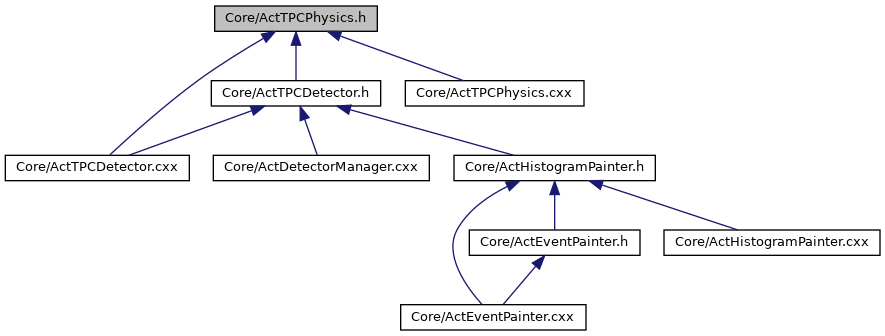 Core/ActTPCPhysics.h
Core/ActTPCDetector.h
Core/ActTPCPhysics.cxx
Core/ActTPCDetector.cxx
Core/ActDetectorManager.cxx
Core/ActHistogramPainter.h
Core/ActEventPainter.h
Core/ActHistogramPainter.cxx
Core/ActEventPainter.cxx